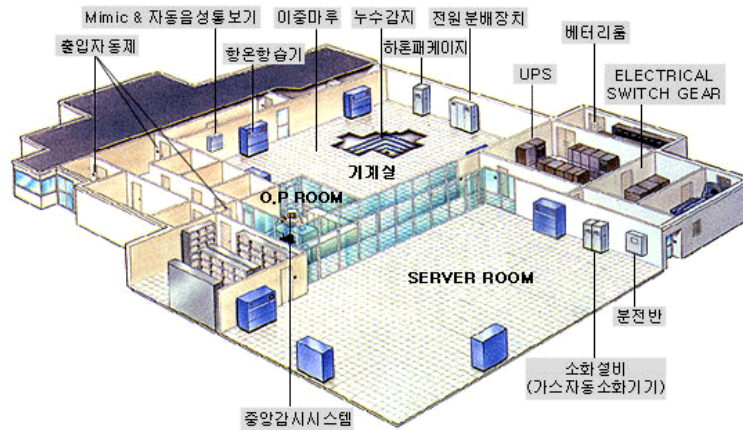 Mimic & 자동음성통보기
이중마루
누수감지
전원분배장치
베터리룸
출입자동제
항온항습기
하론패케이지
UPS
ELECTRICAL
SWITCH GEAR
기계실
O.P ROOM
SERVER ROOM
분전반
소화설비
(가스자동소화기기)
중앙감시시스템